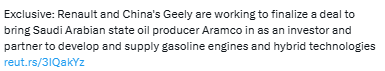 Exclusive: Renault and China's Geely are working to finalize a deal to
bring Saudi Arabian state oil producer Aramco in as an investor and
partner to develop and supply gasoline engines and hybrid technologies
reut.rs/3IQakYz